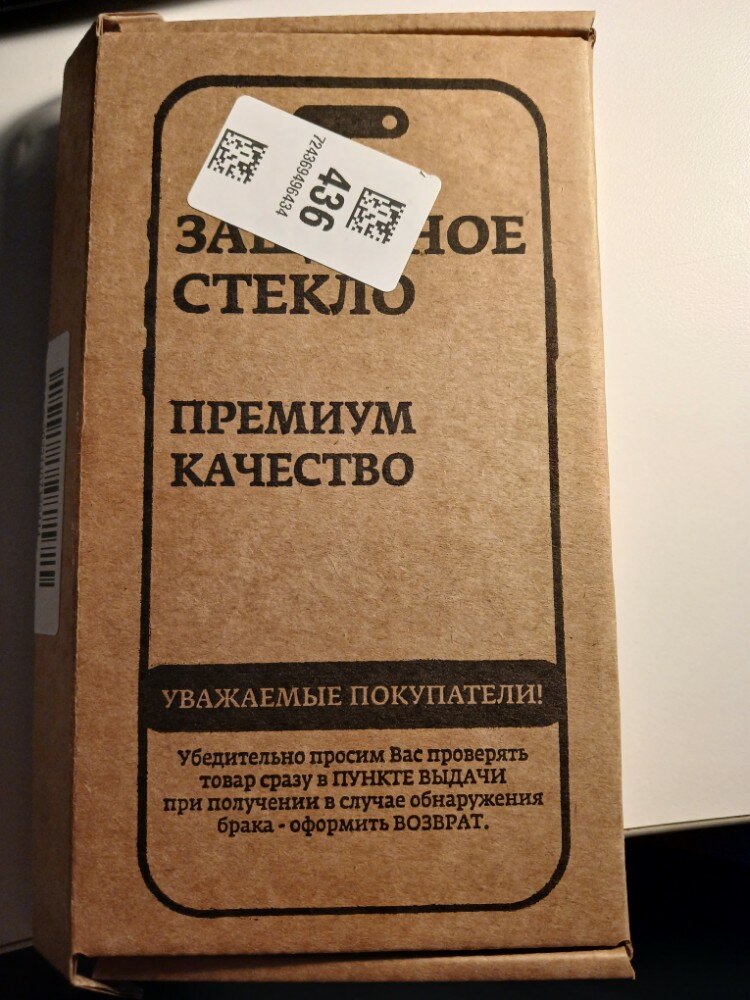 724369496434
436
СТЕКЛО
ПРЕМИУМ
КАЧЕСТВО
УВАЖАЕМЫЕ ПОКУПАТЕЛИ!
Убедительно просим Вас проверять
товар сразу в ПУНКТЕ ВЫДАЧИ
при получении в случае обнаружения
брака - оформить ВОЗВРАТ.